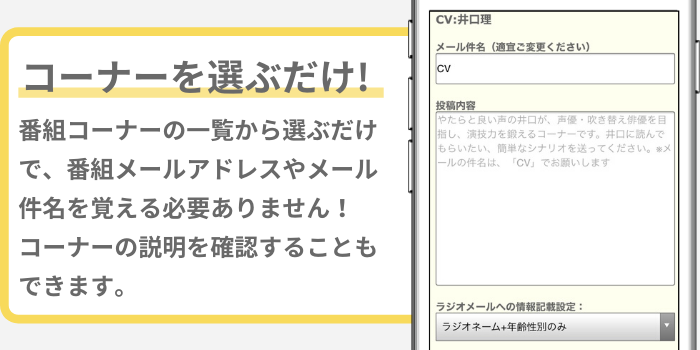 コーナーを選ぶだけ!
番組コーナーの一覧から選ぶだけ
で、番組メールアドレスやメール
件名を覚える必要ありません！
コーナーの説明を確認することも
できます。
CV:井口理
メール件名（適宜ご変更ください）
CV
投稿内容
やたらと良い声の井口が、声優・吹き替え俳優を目
指し、演技力を鍛えるコーナーです。井口に読んで
もらいたい、簡単なシナリオを送ってください。※メ
ールの件名は、「CV」でお願いします
ラジオメールへの情報記載設定：
ラジオネーム+年齢性別のみ